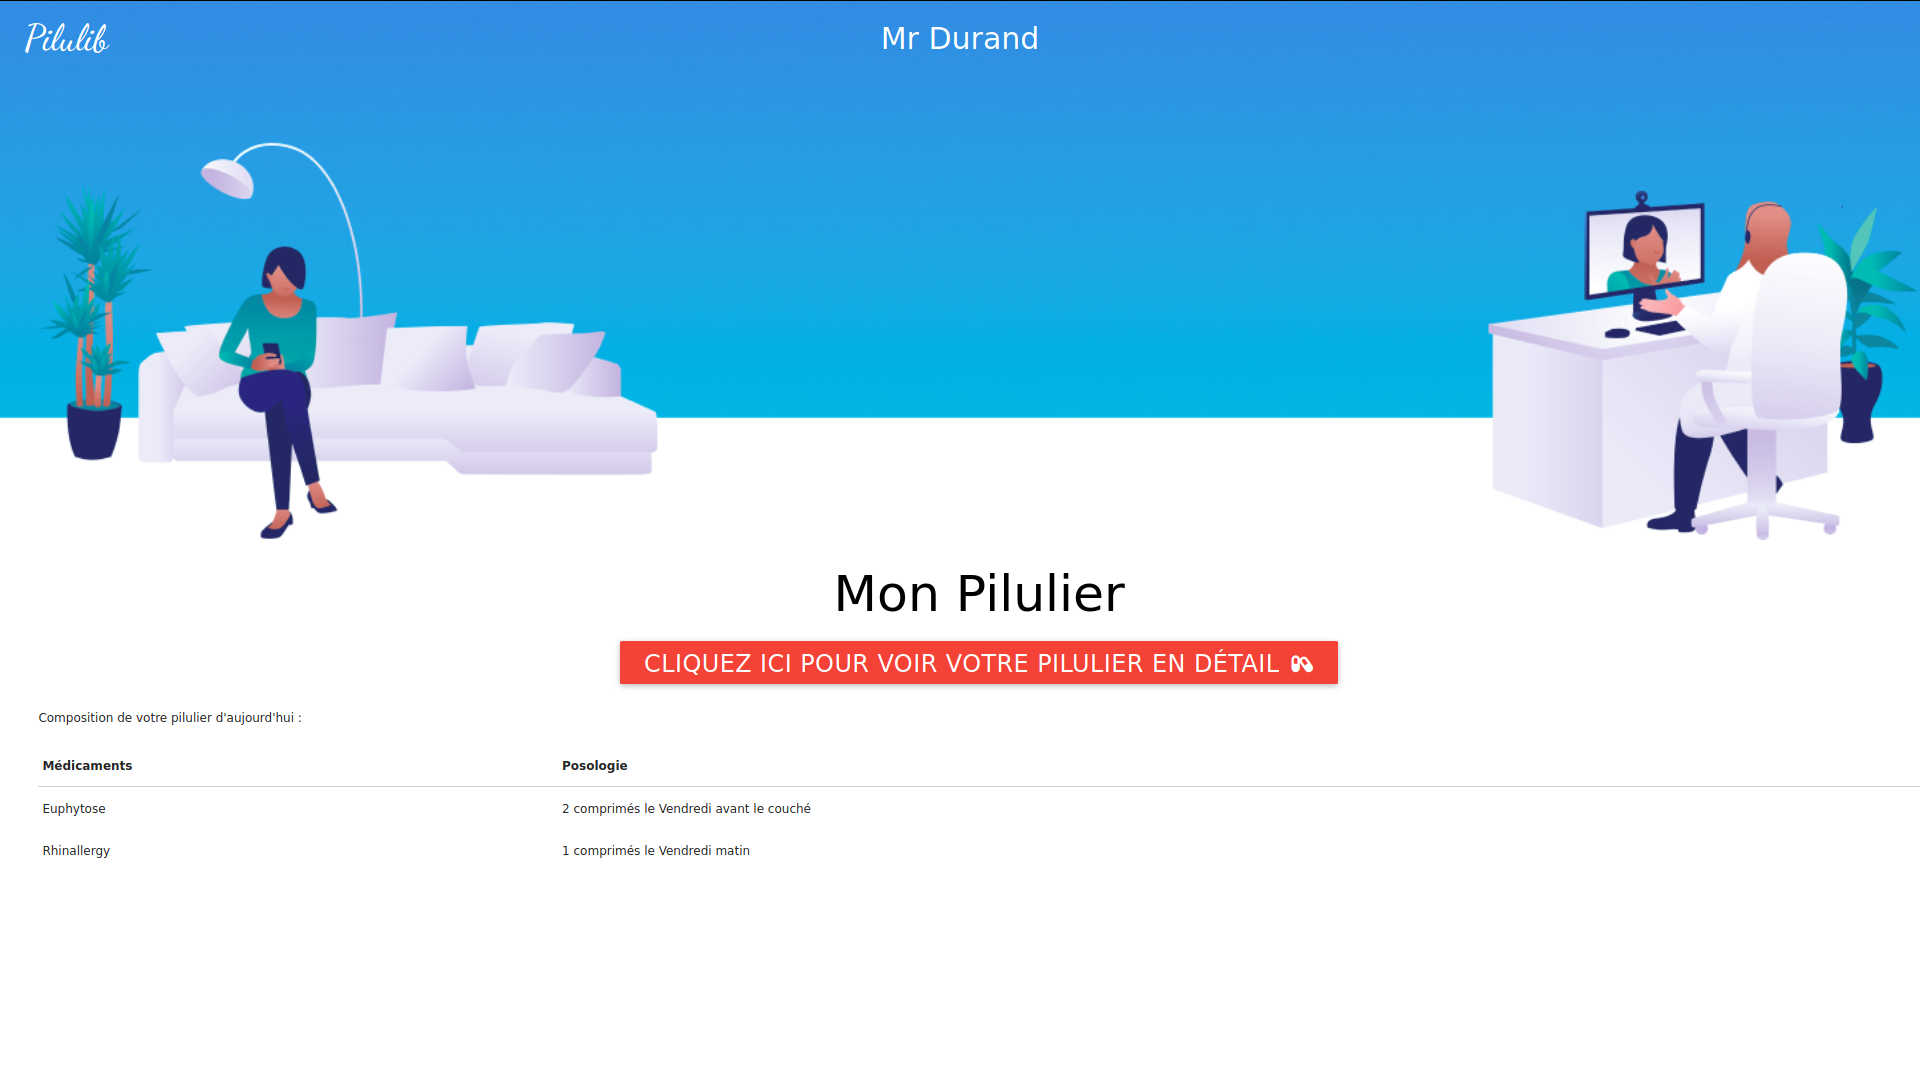 Pilulib
Mr Durand
Mon Pilulier
CLIQUEZ ICI POUR VOIR VOTRE PILULIER EN DÉTAIL
Composition de votre pilulier d'aujourd'hui :
Médicaments Posologie
Euphytose 2 comprimés le Vendredi avant le couché
Rhinallergy 1 comprimés le Vendredi matin